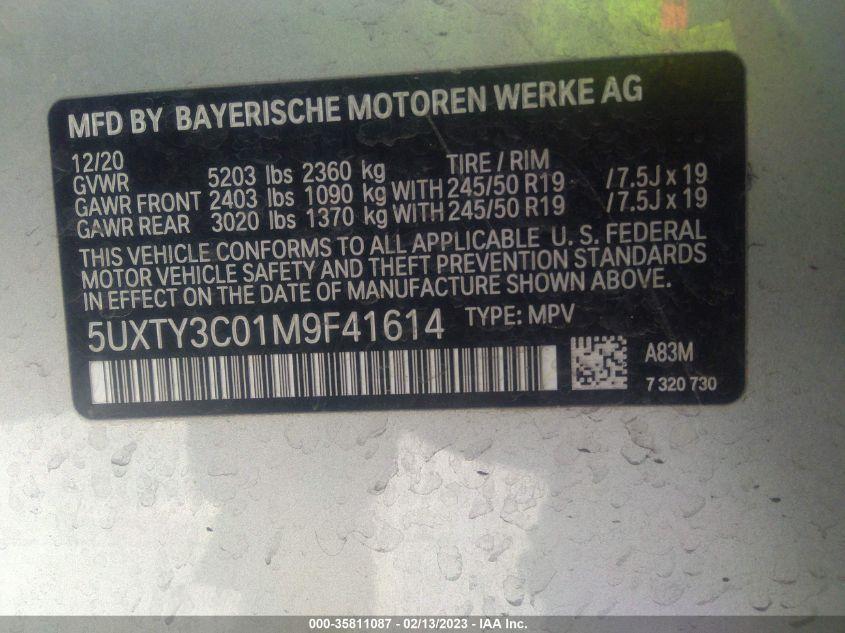 MFD BY BAYERISCHE MOTOREN WERKE AG
12/20 TIRE / RIM
GVWR 5203 lbs 2360 kg
GAWR FRONT 2403 lbs 1090 kg WITH 245/50 R19 /7.5J x 19
GAWR REAR 3020 lbs 1370 kg WITH 245/50 R19 /7.5J x 19
THIS VEHICLE CONFORMS TO ALL APPLICABLE U. S. FEDERAL
MOTOR VEHICLE SAFETY AND THEFT PREVENTION STANDARDS
IN EFFECT ON THE DATE OF MANUFACTURE SHOWN ABOVE.
5UXTY3C01M9F41614 TYPE: MPV
A83M
7 320 730
000-35811087 - 02/13/2023 - IAA Inc.